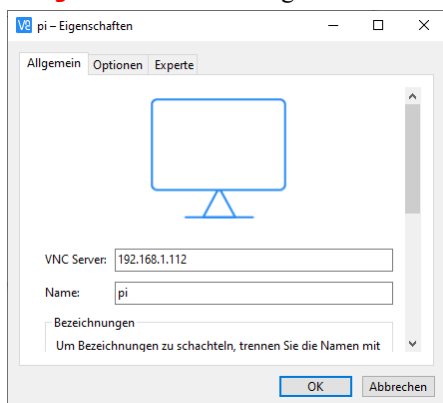 pi – Eigenschaften
Allgemein Optionen Experte
VNC Server: 192.168.1.112
Name: pi
Bezeichnungen
Um Bezeichnungen zu schachteln, trennen Sie die Namen mit
OK Abbrechen